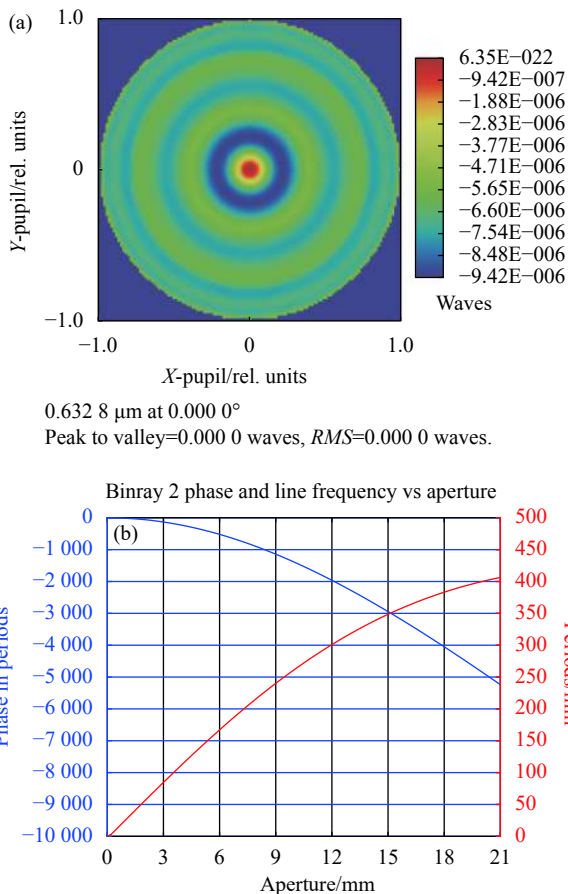 (a)
1.0
0
−1.0
Y-pupil/rel. units
−1.0
0
1.0
X-pupil/rel. units
6.35E−022
−9.42E−007
−1.88E−006
−2.83E−006
−3.77E−006
−4.71E−006
−5.65E−006
−6.60E−006
−7.54E−006
−8.48E−006
−9.42E−006
Waves
0.632 8 μm at 0.000 0°
Peak to valley=0.000 0 waves, RMS=0.000 0 waves.
Binray 2 phase and line frequency vs aperture
(b)
0
−1 000
−2 000
−3 000
−4 000
−5 000
−6 000
−7 000
−8 000
−9 000
−10 000
Phase in periods
500
450
400
350
300
250
200
150
100
50
0
0
3
6
9
12
15
18
21
Aperture/mm